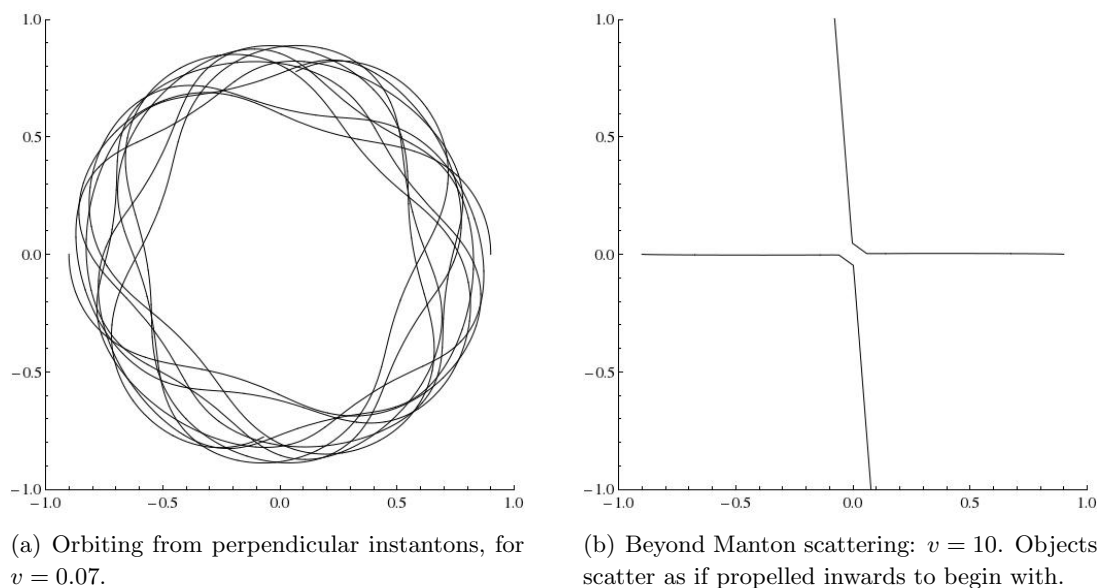 1.0
0.5
0.0
−0.5
−1.0
−1.0 −0.5 0.0 0.5 1.0
(a) Orbiting from perpendicular instantons, for
v = 0.07.
1.0
0.5
0.0
−0.5
−1.0
−1.0 −0.5 0.0 0.5 1.0
(b) Beyond Manton scattering: v = 10. Objects
scatter as if propelled inwards to begin with.